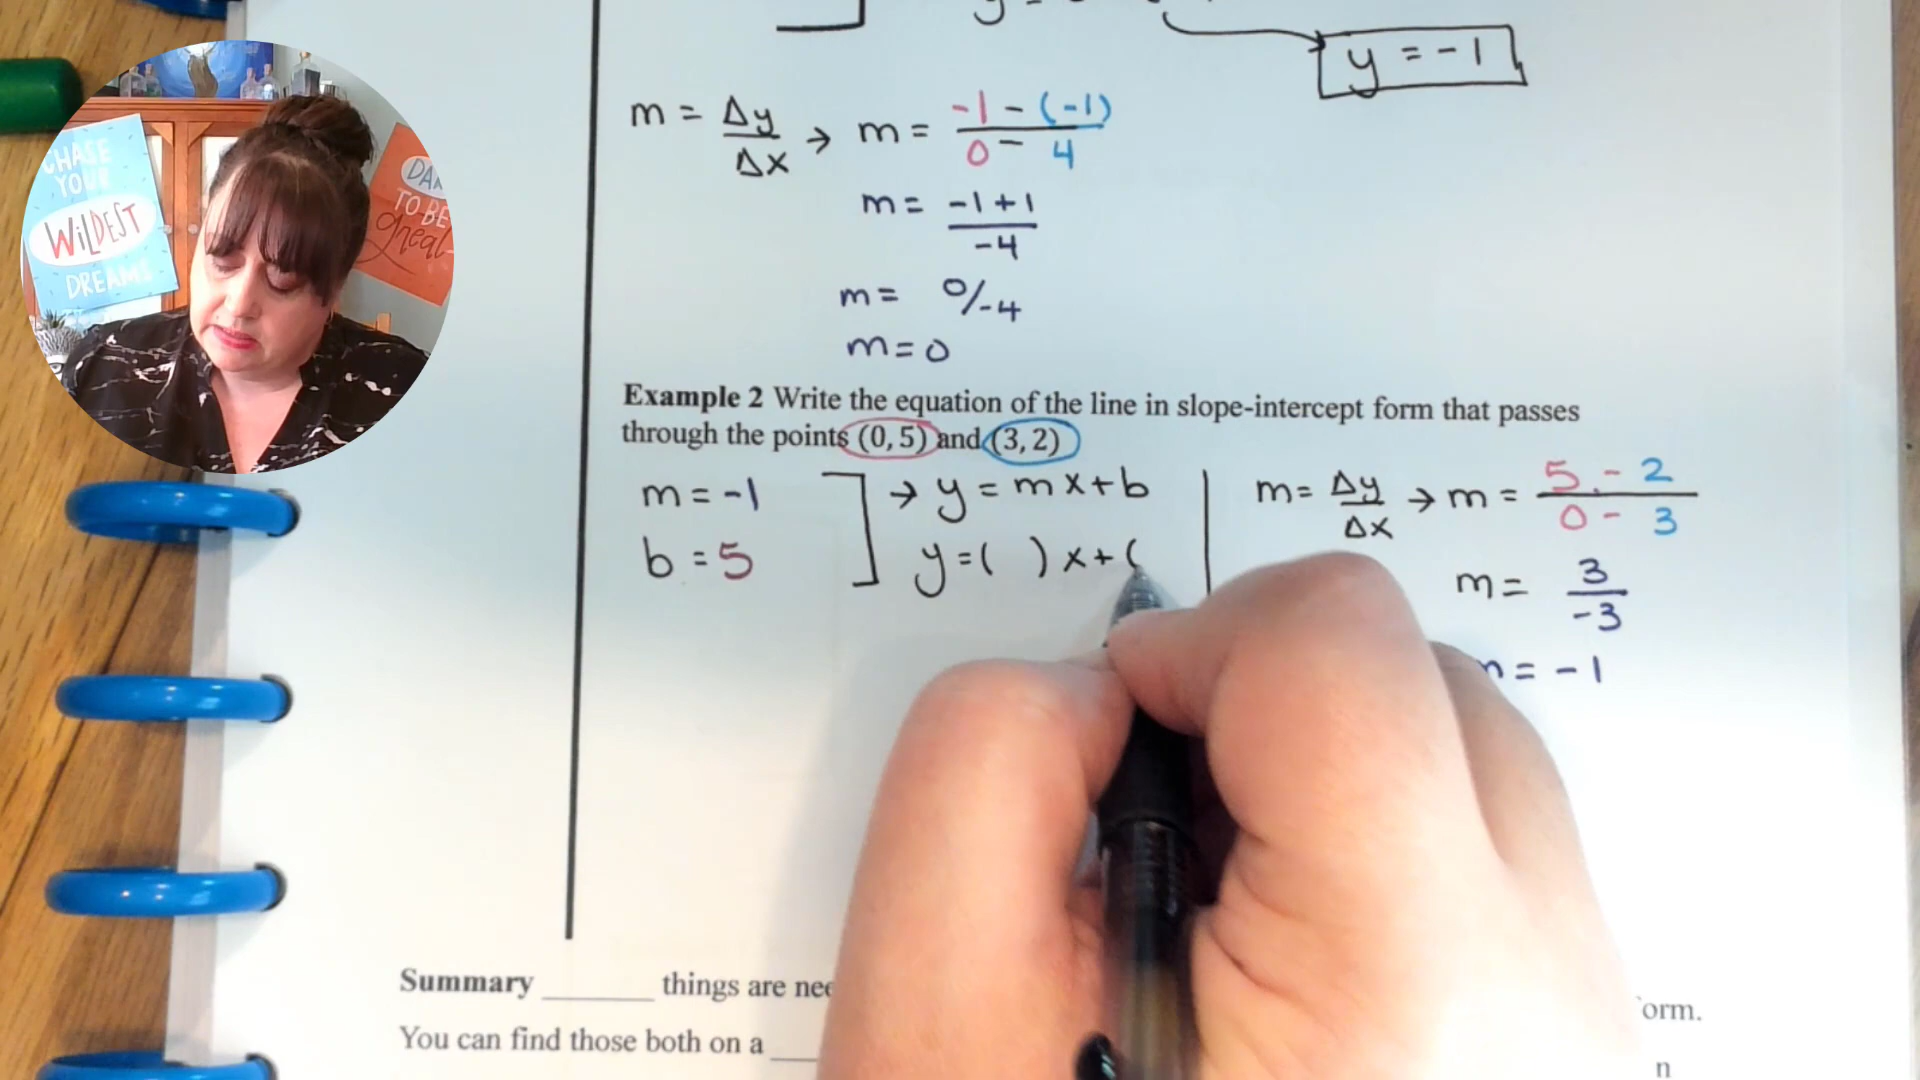 y = -1
m = Δy/Δx → m = -1 - (-1) / 0 - 4
m = -1 + 1 / -4
m = 0/-4
m = 0
Example 2 Write the equation of the line in slope-intercept form that passes
through the points (0, 5) and (3, 2)
m = -1
b = 5
→ y = mx + b
y = ( ) x + (
m = Δy/Δx → m = 5 - 2 / 0 - 3
m = 3 / -3
= -1
Summary ______ things are
orm.
You can find those both on a ___
n
CHASE
YOUR
WILDEST
DREAMS
TO BE
great